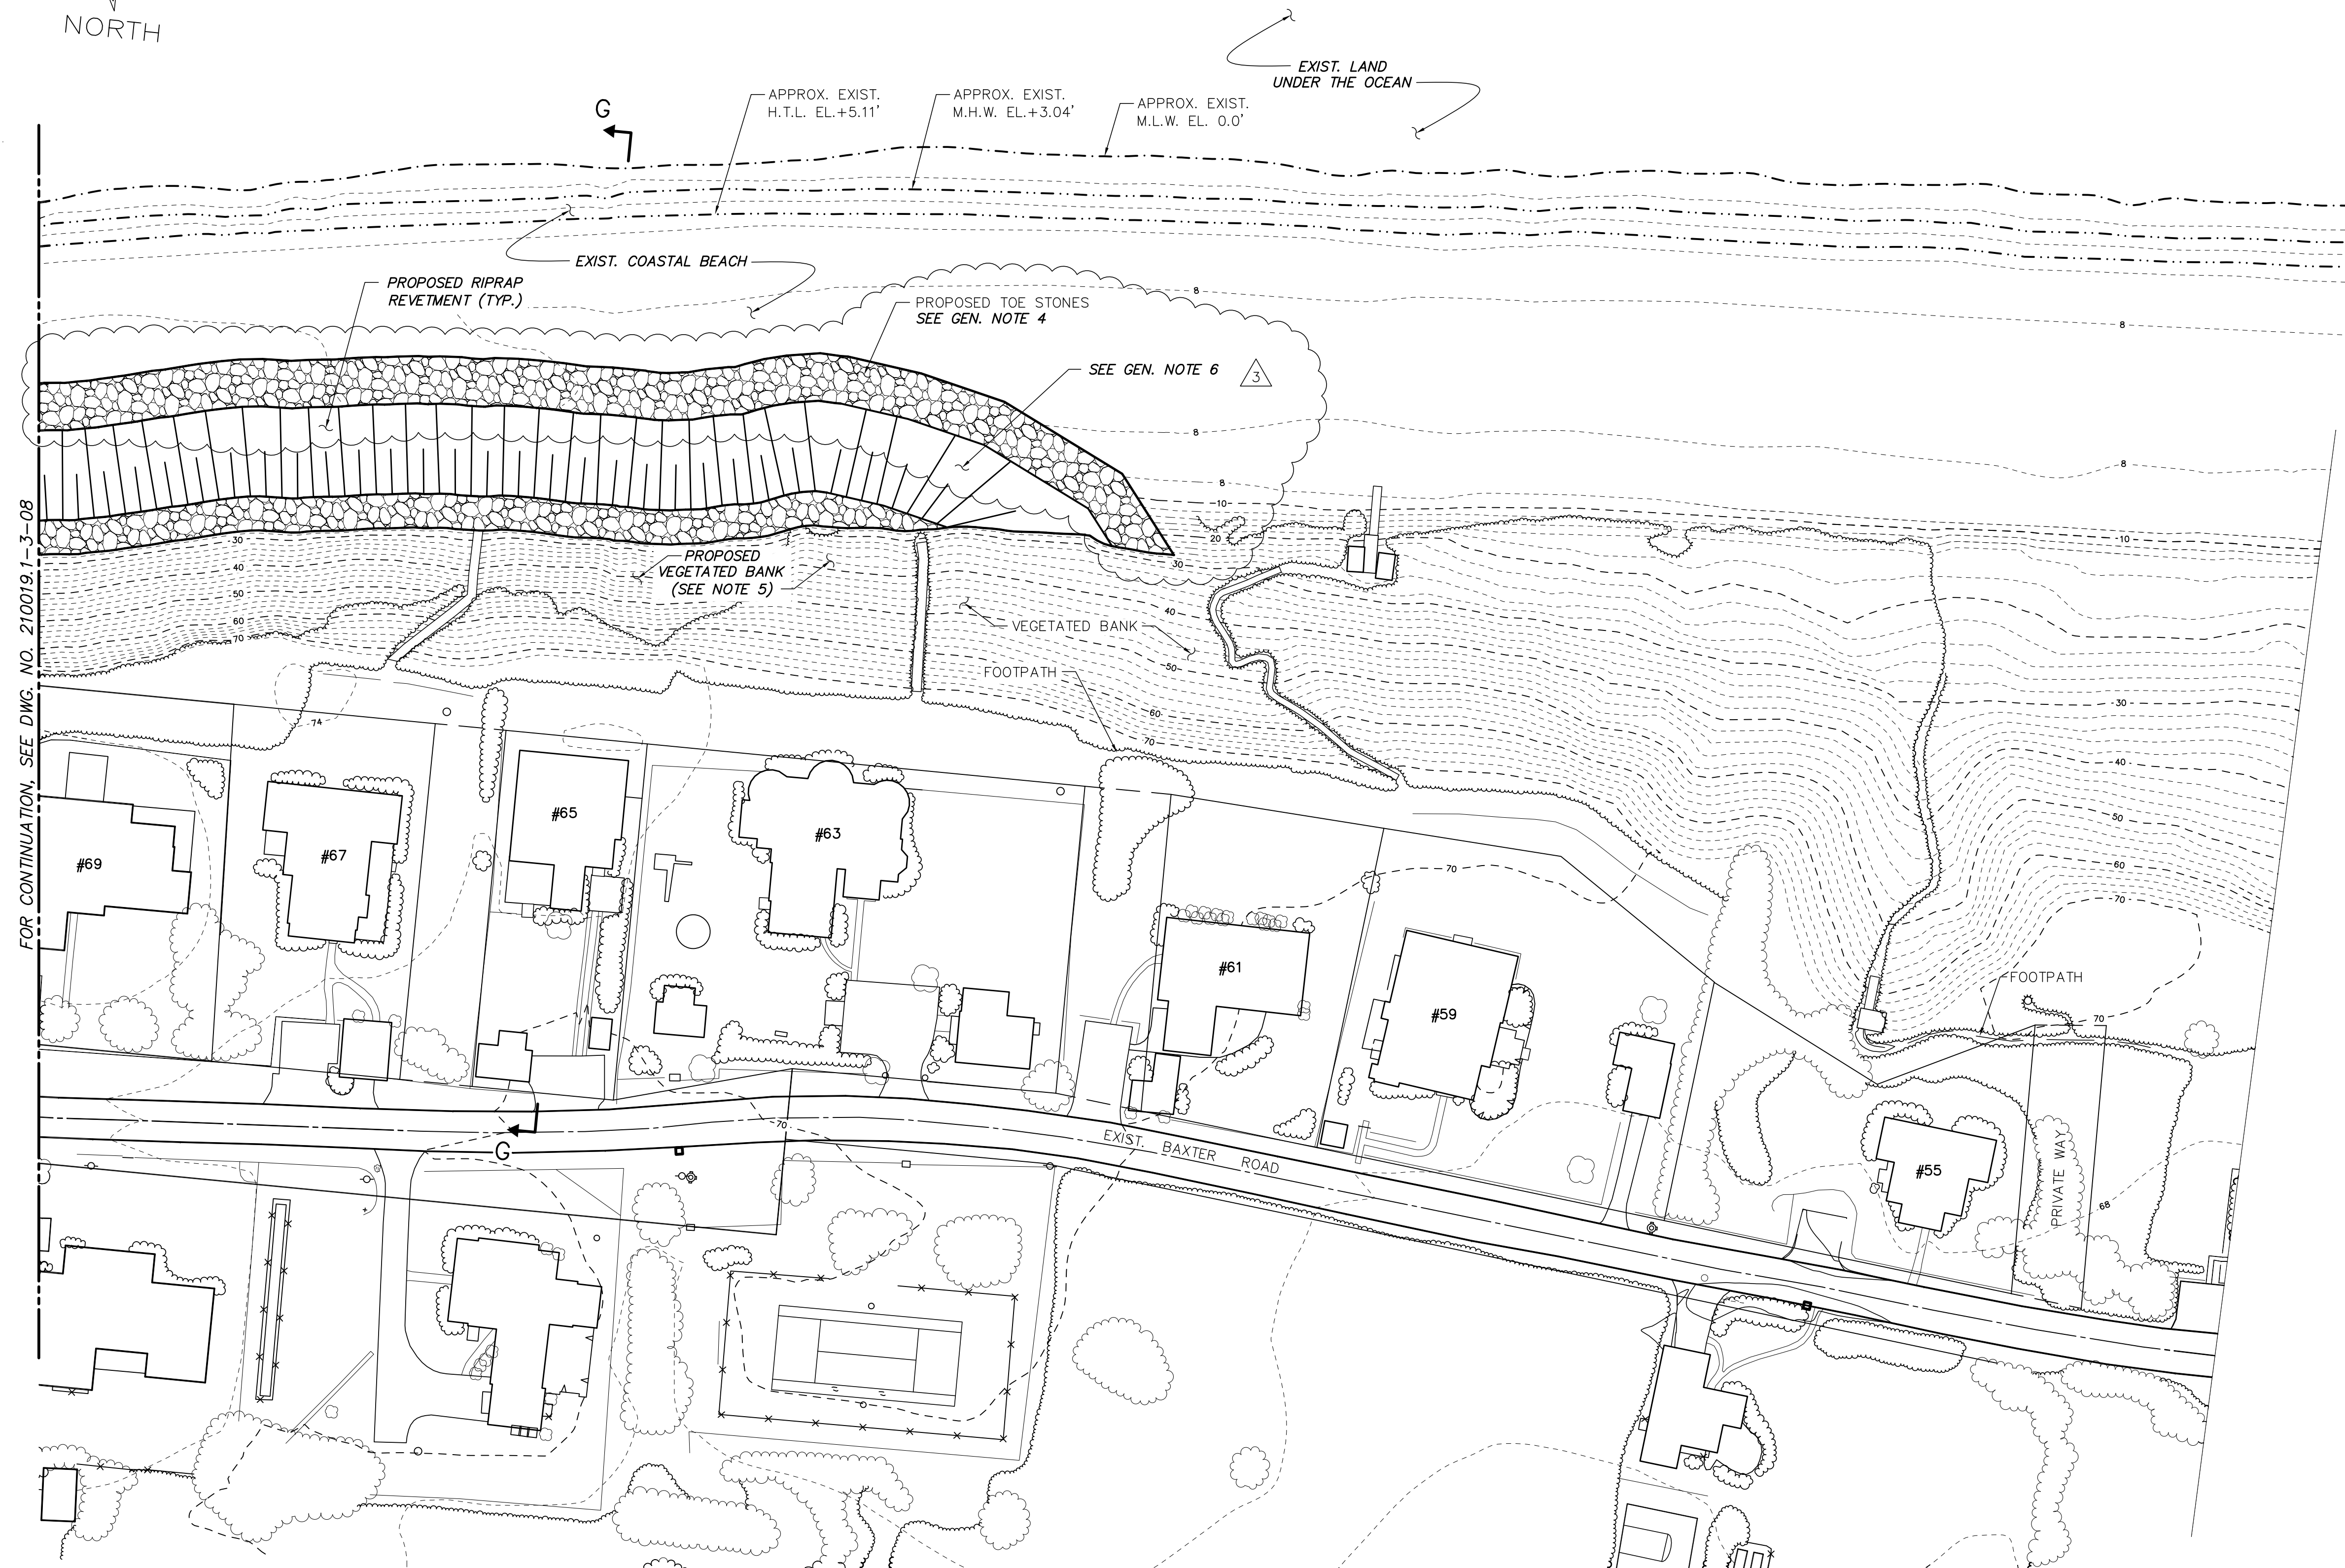 NORTH
EXIST. LAND
UNDER THE OCEAN
APPROX. EXIST.
H.T.L. EL.+5.11'
APPROX. EXIST.
M.H.W. EL.+3.04'
APPROX. EXIST.
M.L.W. EL. 0.0'
G
EXIST. COASTAL BEACH
PROPOSED RIPRAP
REVETMENT (TYP.)
PROPOSED TOE STONES
SEE GEN. NOTE 4
SEE GEN. NOTE 6
3
8
8
8
8
8
10
20
30
10
FOR CONTINUATION, SEE DWG. NO. 210019.1-3-08
30
40
50
60
70
PROPOSED
VEGETATED BANK
(SEE NOTE 5)
40
VEGETATED BANK
50
FOOTPATH
60
70
30
40
50
60
70
74
#69
#67
#65
#63
#61
#59
#55
70
FOOTPATH
70
PRIVATE WAY
68
70
G
EXIST. BAXTER ROAD